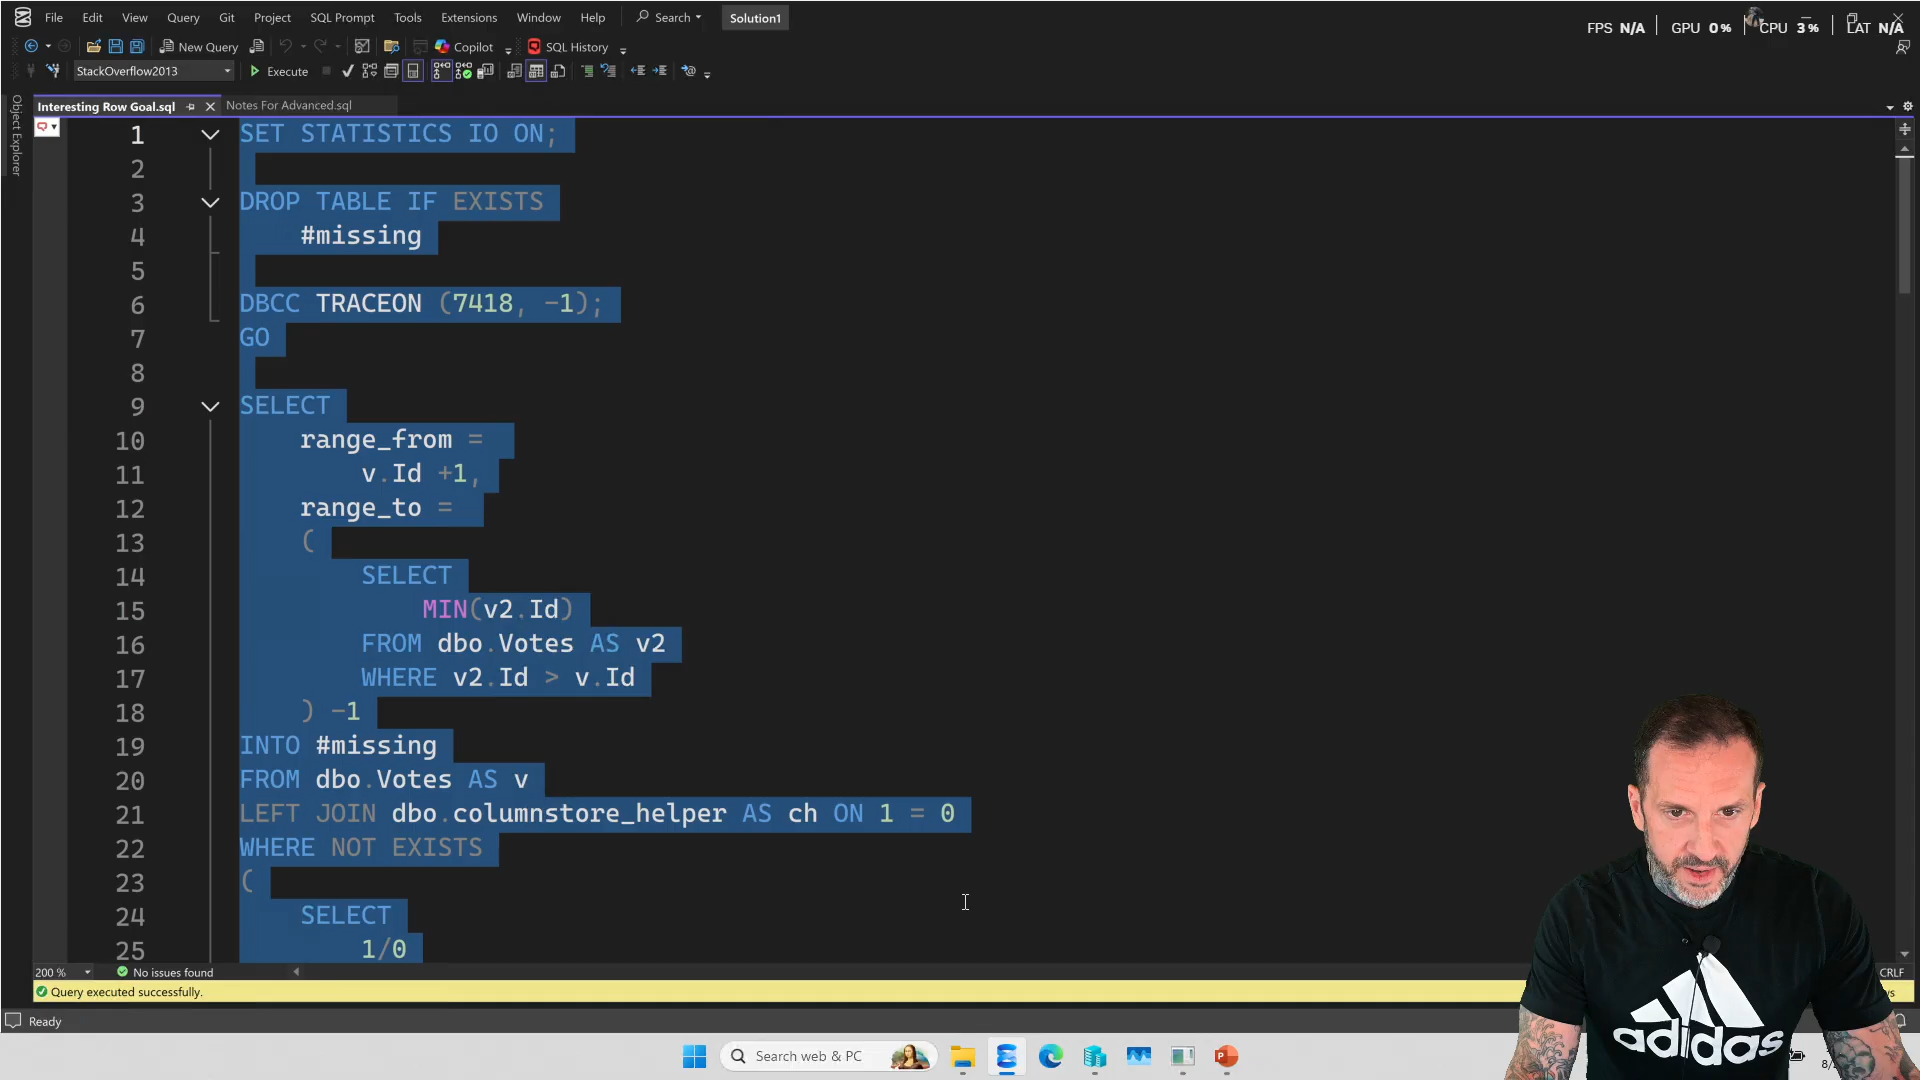 File Edit View Query Git Project SQL Prompt Tools Extensions Window Help Search Solution1
FPS N/A GPU 0% CPU 3% LAT N/A
New Query Copilot SQL History
StackOverflow2013 Execute
Object Explorer
Interesting Row Goal.sql Notes For Advanced.sql
1 SET STATISTICS IO ON;
2
3 DROP TABLE IF EXISTS
4 #missing
5
6 DBCC TRACEON (7418, -1);
7 GO
8
9 SELECT
10 range_from =
11 v.Id +1,
12 range_to =
13 (
14 SELECT
15 MIN(v2.Id)
16 FROM dbo.Votes AS v2
17 WHERE v2.Id > v.Id
18 ) -1
19 INTO #missing
20 FROM dbo.Votes AS v
21 LEFT JOIN dbo.columnstore_helper AS ch ON 1 = 0
22 WHERE NOT EXISTS
23 (
24 SELECT
25 1/0
200 % No issues found CRLF
Query executed successfully.
Ready
Search web & PC
adidas